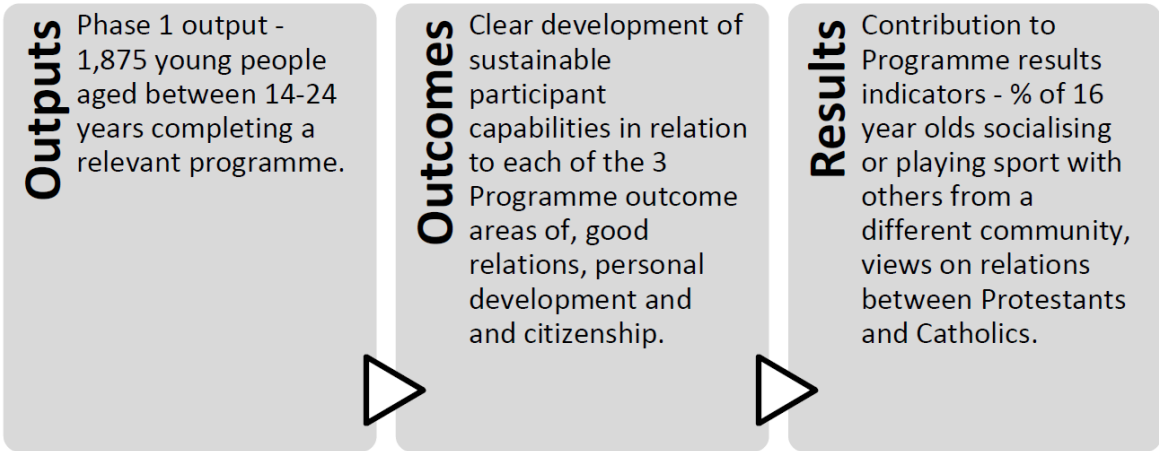 Outputs
Phase 1 output -
1,875 young people
aged between 14-24
years completing a
relevant programme.
Outcomes
Clear development of
sustainable
participant
capabilities in relation
to each of the 3
Programme outcome
areas of, good
relations, personal
development and
and citizenship.
Results
Contribution to
Programme results
indicators - % of 16
year olds socialising
or playing sport with
others from a
different community,
views on relations
between Protestants
and Catholics.